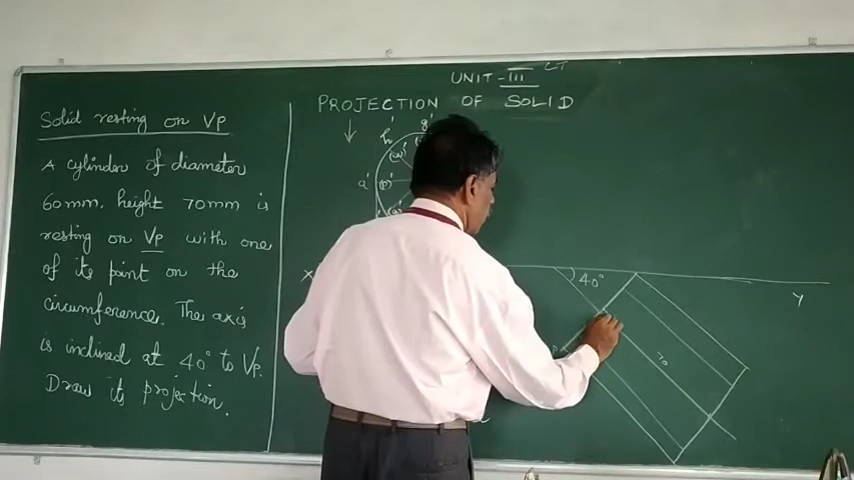 UNIT-III
PROJECTION OF SOLID
Solid resting on VP
A cylinder of diameter
60mm, height 70mm is
resting on VP with one
of its point on the
circumference. The axis
is inclined at 40° to VP.
Draw its projection.
h'
g'
a'
X
40°
Y
70